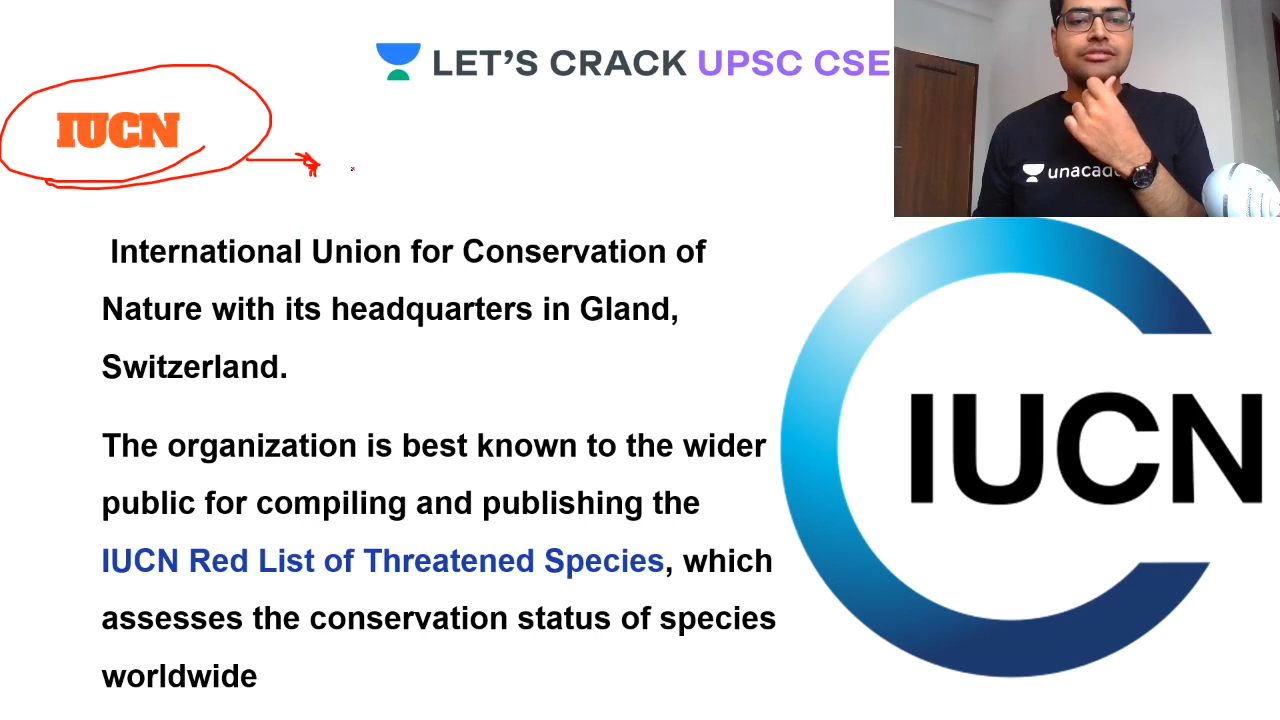 LET'S CRACK UPSC CSE
IUCN
unacade
International Union for Conservation of
Nature with its headquarters in Gland,
Switzerland.
The organization is best known to the wider
public for compiling and publishing the
IUCN Red List of Threatened Species, which
assesses the conservation status of species
worldwide
IUCN